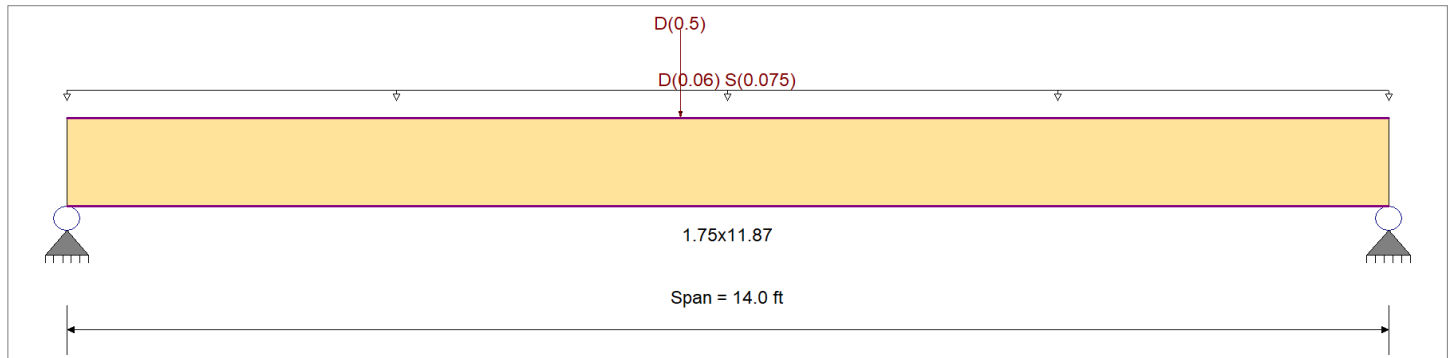 D(0.5)
D(0.06) S(0.075)
1.75x11.87
Span = 14.0 ft